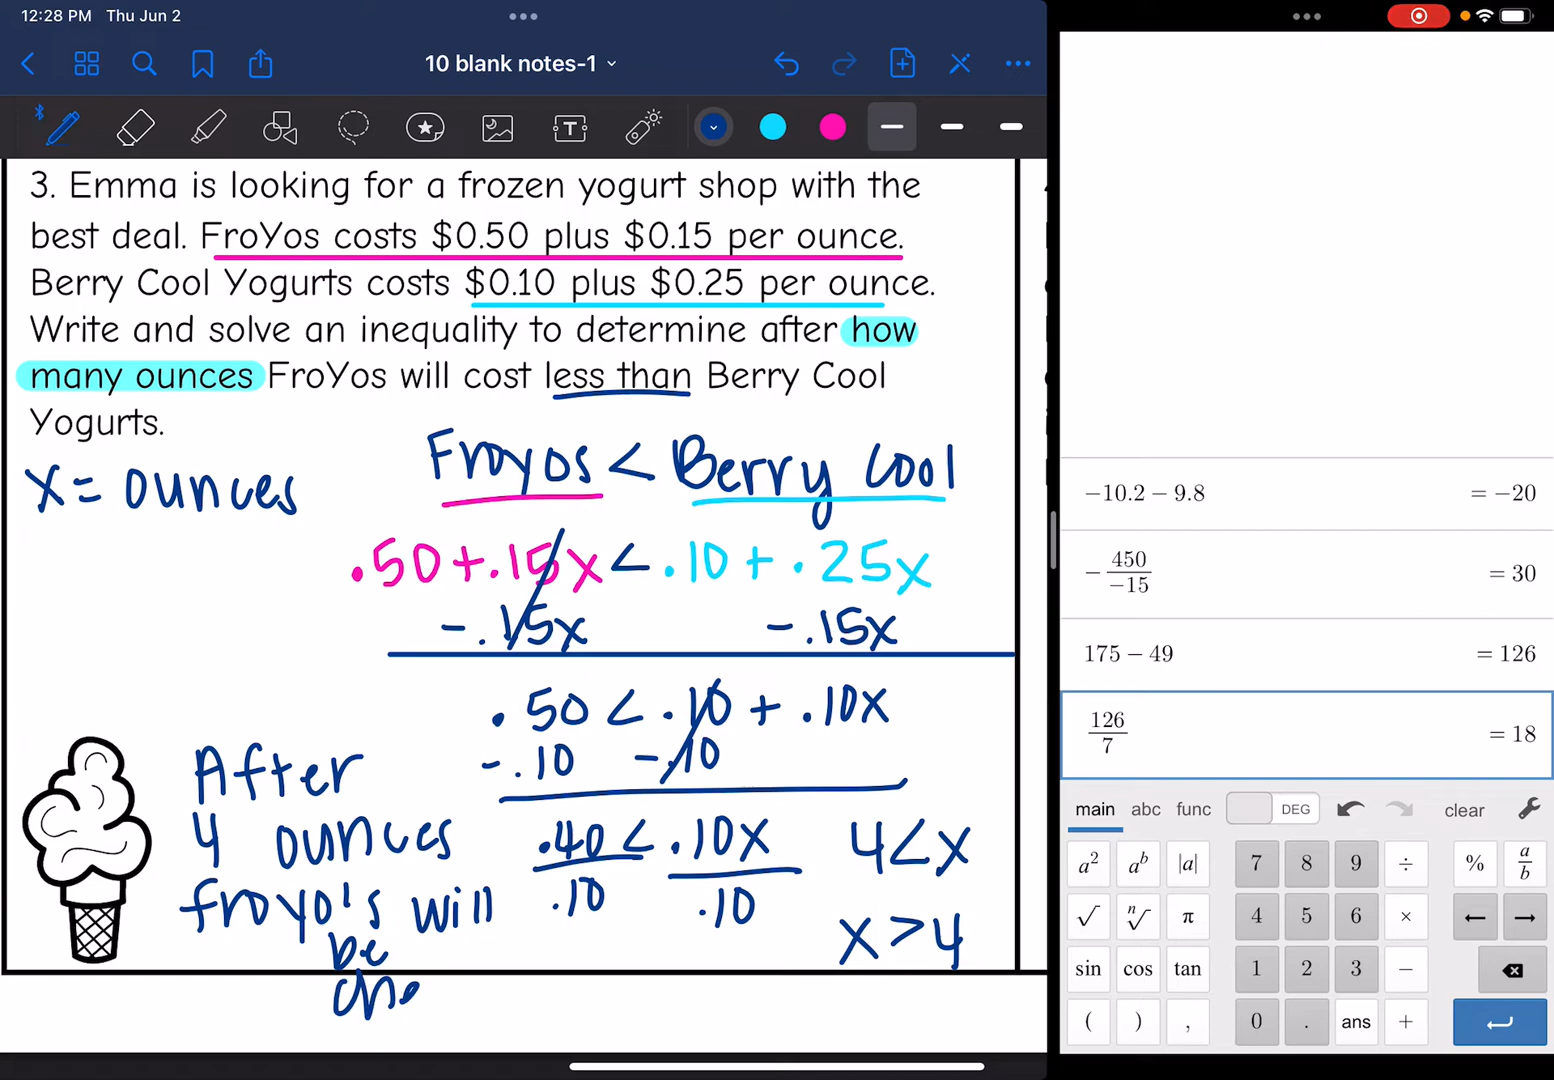 12:28 PM Thu Jun 2
10 blank notes-1
3. Emma is looking for a frozen yogurt shop with the
best deal. FroYos costs $0.50 plus $0.15 per ounce.
Berry Cool Yogurts costs $0.10 plus $0.25 per ounce.
Write and solve an inequality to determine after how
many ounces FroYos will cost less than Berry Cool
Yogurts.
x = ounces
Froyos < Berry Cool
.50 + .15x < .10 + .25x
- .15x - .15x
.50 < .10 + .10x
- .10 - .10
.40 < .10x
.10 .10
4 < x
x > 4
After
4 ounces
froyo's will
be
che
−10.2 − 9.8 = −20
−450/−15 = 30
175 − 49 = 126
126/7 = 18
main abc func DEG clear
a² aᵇ |a| 7 8 9 ÷ % a/b
√ ⁿ√ π 4 5 6 × ← →
sin cos tan 1 2 3 −
( ) , 0 . ans +